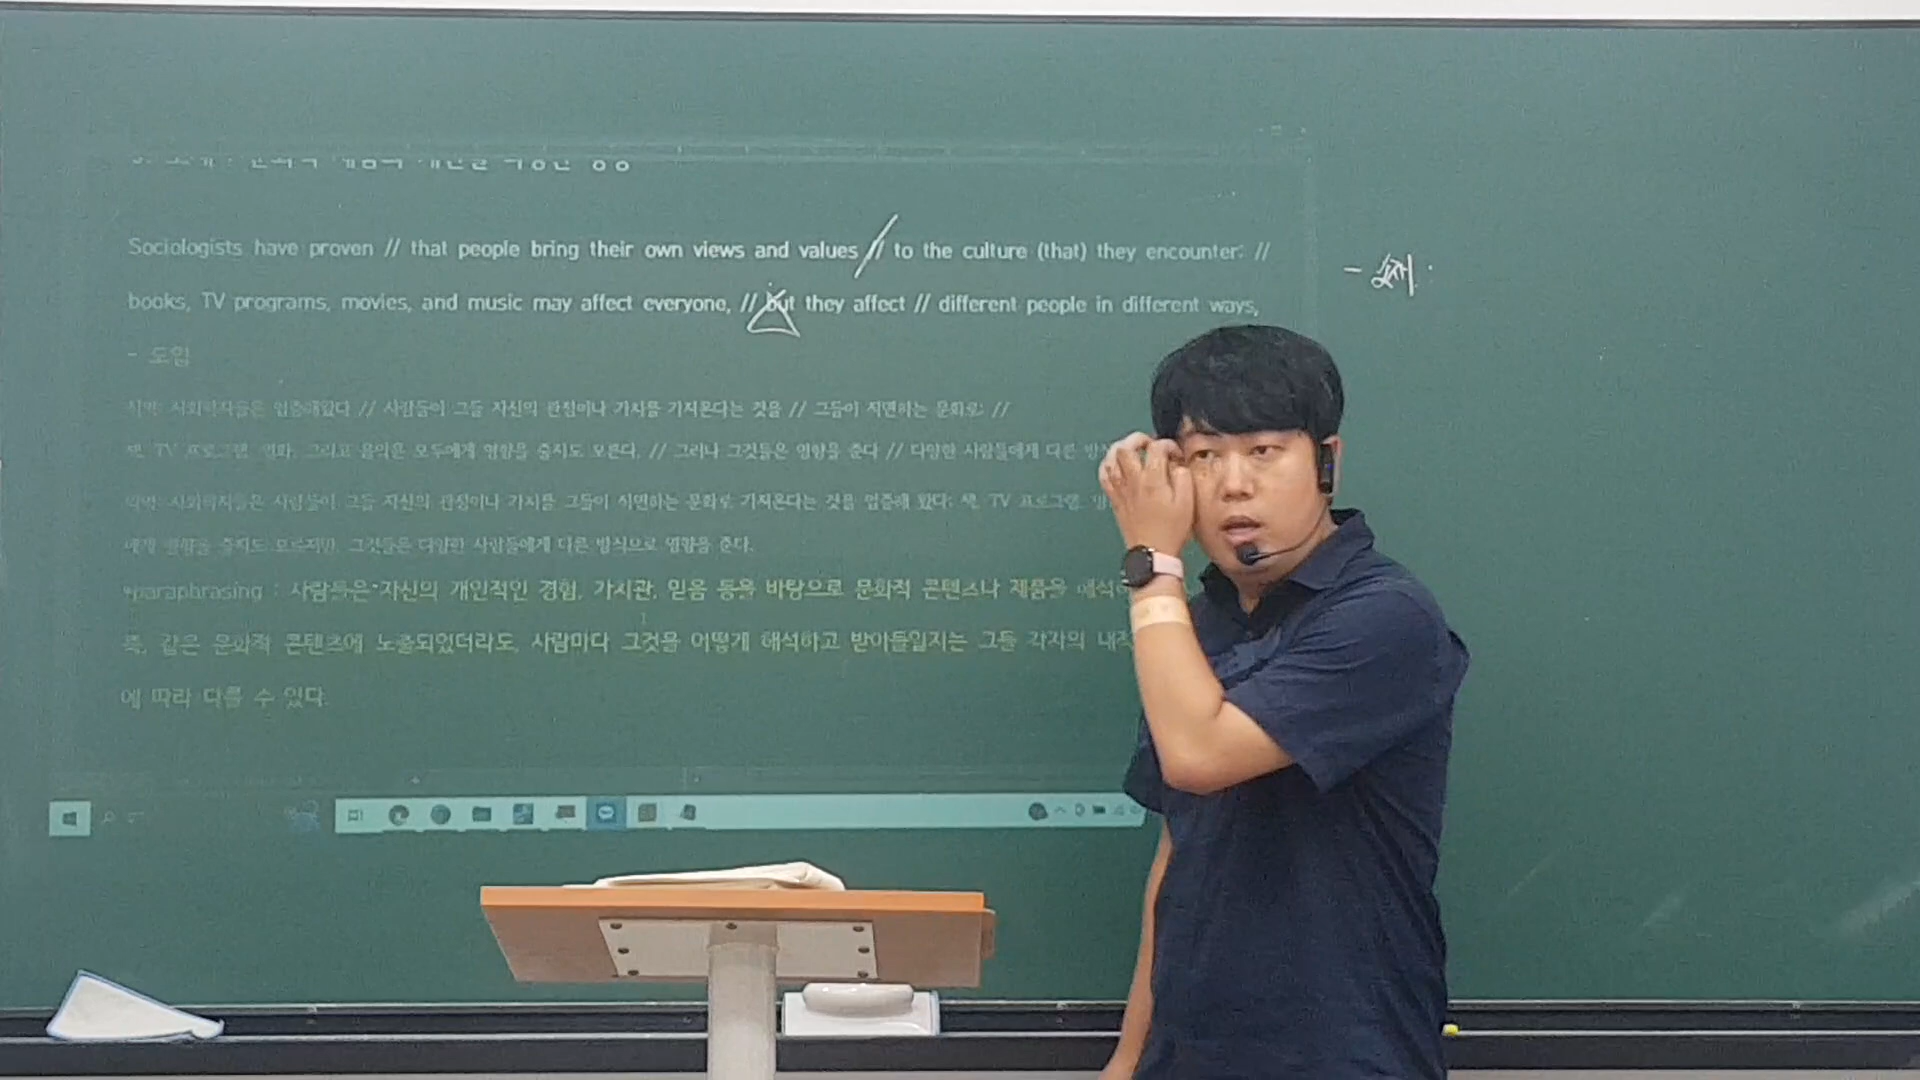 Sociologists have proven // that people bring their own views and values // to the culture (that) they encounter: //
books, TV programs, movies, and music may affect everyone, // but they affect // different people in different ways,
- 소재 :
- 도입
직역: 사회학자들은 입증해왔다 // 사람들이 그들 자신의 관점이나 가치를 가져온다는 것을 // 그들이 직면하는 문화로: //
책, TV 프로그램, 영화, 그리고 음악은 모두에게 영향을 줄지도 모른다, // 그러나 그것들은 영향을 준다 // 다양한 사람들에게 다른
의역: 사회학자들은 사람들이 그들 자신의 관점이나 가치를 그들이 직면하는 문화로 가져온다는 것을 입증해 왔다; 책, TV 프로그램,
에게 영향을 줄지도 모르지만, 그것들은 다양한 사람들에게 다른 방식으로 영향을 준다.
*paraphrasing : 사람들은 자신의 개인적인 경험, 가치관, 믿음 등을 바탕으로 문화적 콘텐츠나 제품을
즉, 같은 문화적 콘텐츠에 노출되었더라도, 사람마다 그것을 어떻게 해석하고 받아들일지는 그들 각자의
에 따라 다를 수 있다.